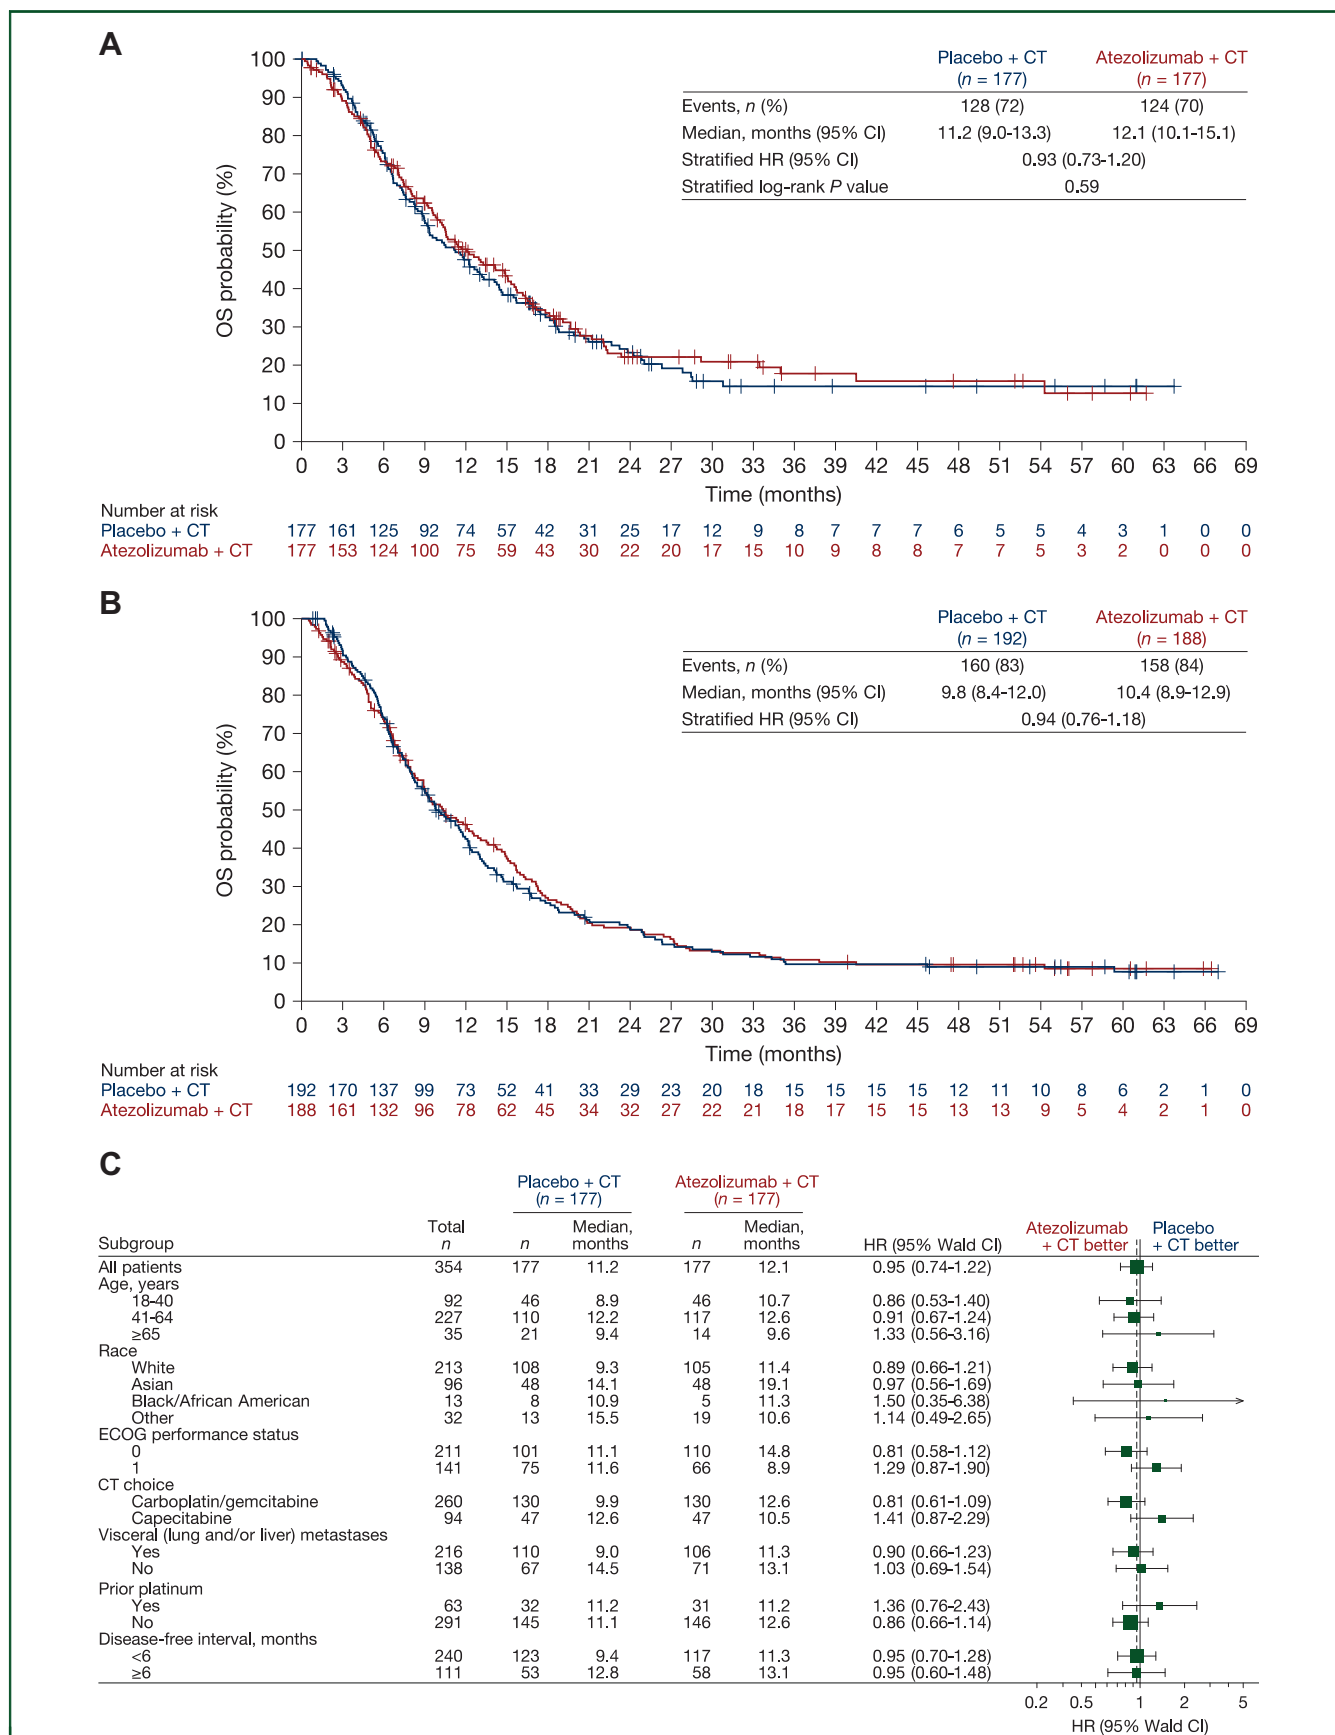 A
100
90
80
70
60
50
40
30
20
10
0
OS probability (%)
Placebo + CT Atezolizumab + CT
(n = 177) (n = 177)
Events, n (%) 128 (72) 124 (70)
Median, months (95% CI) 11.2 (9.0-13.3) 12.1 (10.1-15.1)
Stratified HR (95% CI) 0.93 (0.73-1.20)
Stratified log-rank P value 0.59
0 3 6 9 12 15 18 21 24 27 30 33 36 39 42 45 48 51 54 57 60 63 66 69
Time (months)
Number at risk
Placebo + CT 177 161 125 92 74 57 42 31 25 17 12 9 8 7 7 7 6 5 5 4 3 1 0 0
Atezolizumab + CT 177 153 124 100 75 59 43 30 22 20 17 15 10 9 8 8 7 7 5 3 2 0 0 0
B
100
90
80
70
60
50
40
30
20
10
0
OS probability (%)
Placebo + CT Atezolizumab + CT
(n = 192) (n = 188)
Events, n (%) 160 (83) 158 (84)
Median, months (95% CI) 9.8 (8.4-12.0) 10.4 (8.9-12.9)
Stratified HR (95% CI) 0.94 (0.76-1.18)
0 3 6 9 12 15 18 21 24 27 30 33 36 39 42 45 48 51 54 57 60 63 66 69
Time (months)
Number at risk
Placebo + CT 192 170 137 99 73 52 41 33 29 23 20 18 15 15 15 15 12 11 10 8 6 2 1 0
Atezolizumab + CT 188 161 132 96 78 62 45 34 32 27 22 21 18 17 15 15 13 13 9 5 4 2 1 0
C
Placebo + CT Atezolizumab + CT
(n = 177) (n = 177)
Total Median, Median, Atezolizumab Placebo
Subgroup n n months n months HR (95% Wald CI) + CT better + CT better
All patients 354 177 11.2 177 12.1 0.95 (0.74-1.22)
Age, years
18-40 92 46 8.9 46 10.7 0.86 (0.53-1.40)
41-64 227 110 12.2 117 12.6 0.91 (0.67-1.24)
≥65 35 21 9.4 14 9.6 1.33 (0.56-3.16)
Race
White 213 108 9.3 105 11.4 0.89 (0.66-1.21)
Asian 96 48 14.1 48 19.1 0.97 (0.56-1.69)
Black/African American 13 8 10.9 5 11.3 1.50 (0.35-6.38)
Other 32 13 15.5 19 10.6 1.14 (0.49-2.65)
ECOG performance status
0 211 101 11.1 110 14.8 0.81 (0.58-1.12)
1 141 75 11.6 66 8.9 1.29 (0.87-1.90)
CT choice
Carboplatin/gemcitabine 260 130 9.9 130 12.6 0.81 (0.61-1.09)
Capecitabine 94 47 12.6 47 10.5 1.41 (0.87-2.29)
Visceral (lung and/or liver) metastases
Yes 216 110 9.0 106 11.3 0.90 (0.66-1.23)
No 138 67 14.5 71 13.1 1.03 (0.69-1.54)
Prior platinum
Yes 63 32 11.2 31 11.2 1.36 (0.76-2.43)
No 291 145 11.1 146 12.6 0.86 (0.66-1.14)
Disease-free interval, months
<6 240 123 9.4 117 11.3 0.95 (0.70-1.28)
≥6 111 53 12.8 58 13.1 0.95 (0.60-1.48)
0.2 0.5 1 2 5
HR (95% Wald CI)